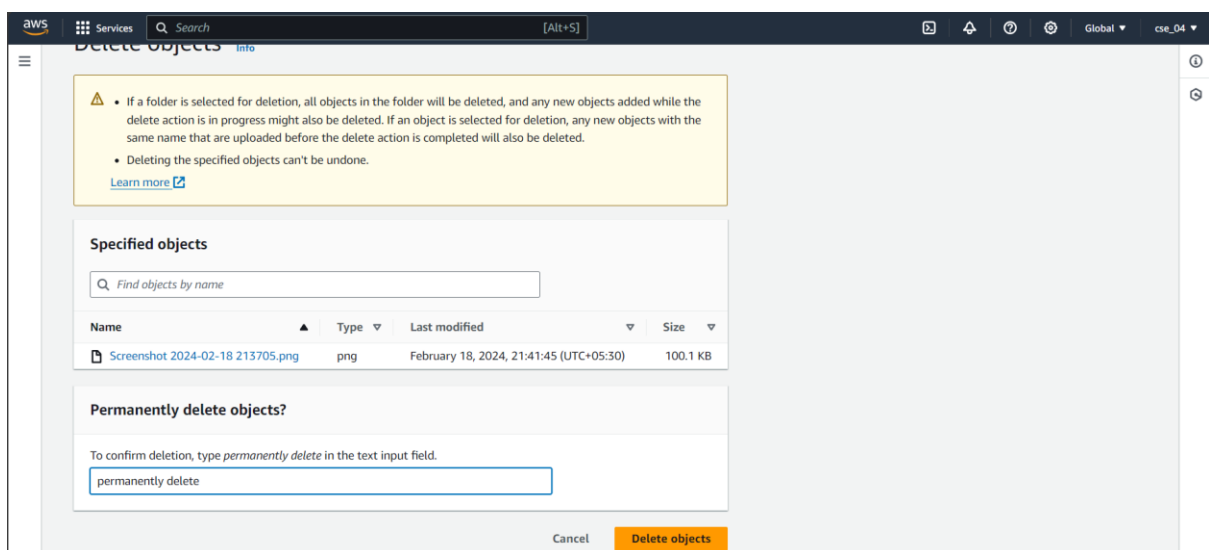 aws
Services
Search
[Alt+S]
Global
cse_04
Delete objects
Info
If a folder is selected for deletion, all objects in the folder will be deleted, and any new objects added while the
delete action is in progress might also be deleted. If an object is selected for deletion, any new objects with the
same name that are uploaded before the delete action is completed will also be deleted.
Deleting the specified objects can't be undone.
Learn more
Specified objects
Find objects by name
Name
Type
Last modified
Size
Screenshot 2024-02-18 213705.png
png
February 18, 2024, 21:41:45 (UTC+05:30)
100.1 KB
Permanently delete objects?
To confirm deletion, type permanently delete in the text input field.
permanently delete
Cancel
Delete objects